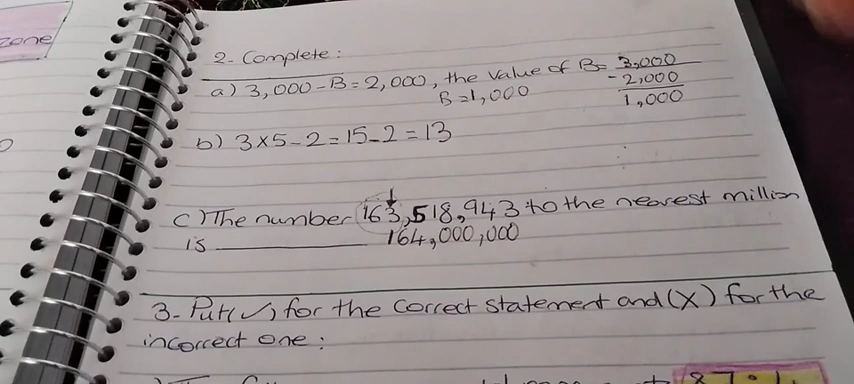 zone
2- Complete:
a) 3,000-B=2,000, the value of B= 3,000
-2,000
B=1,000
1,000
b) 3×5-2=15-2=13
c) The number 163,518,943 to the nearest million
is __________ 164,000,000
3- Put(✓) for the correct statement and (X) for the
incorrect one: